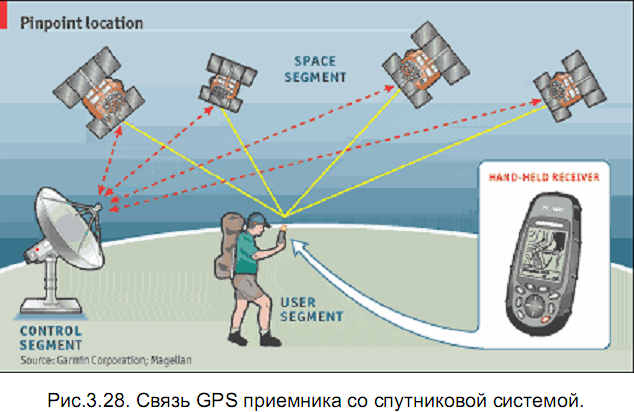 Pinpoint location
SPACE
SEGMENT
HAND-HELD RECEIVER
USER
SEGMENT
CONTROL
SEGMENT
Source: Garmin Corporation; Magellan
Рис.3.28. Связь GPS приемника со спутниковой системой.